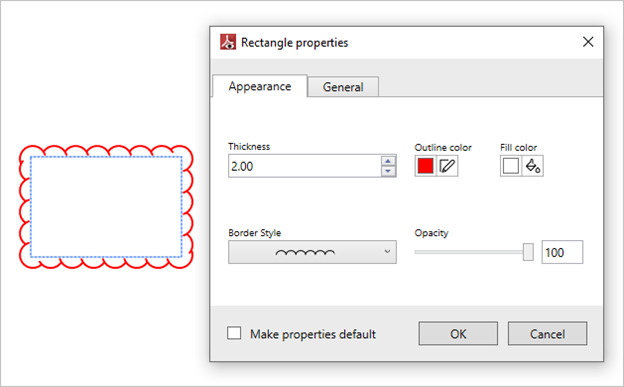 Rectangle properties
Appearance
General
Thickness
Outline color
Fill color
2.00
Border Style
Opacity
100
Make properties default
OK
Cancel